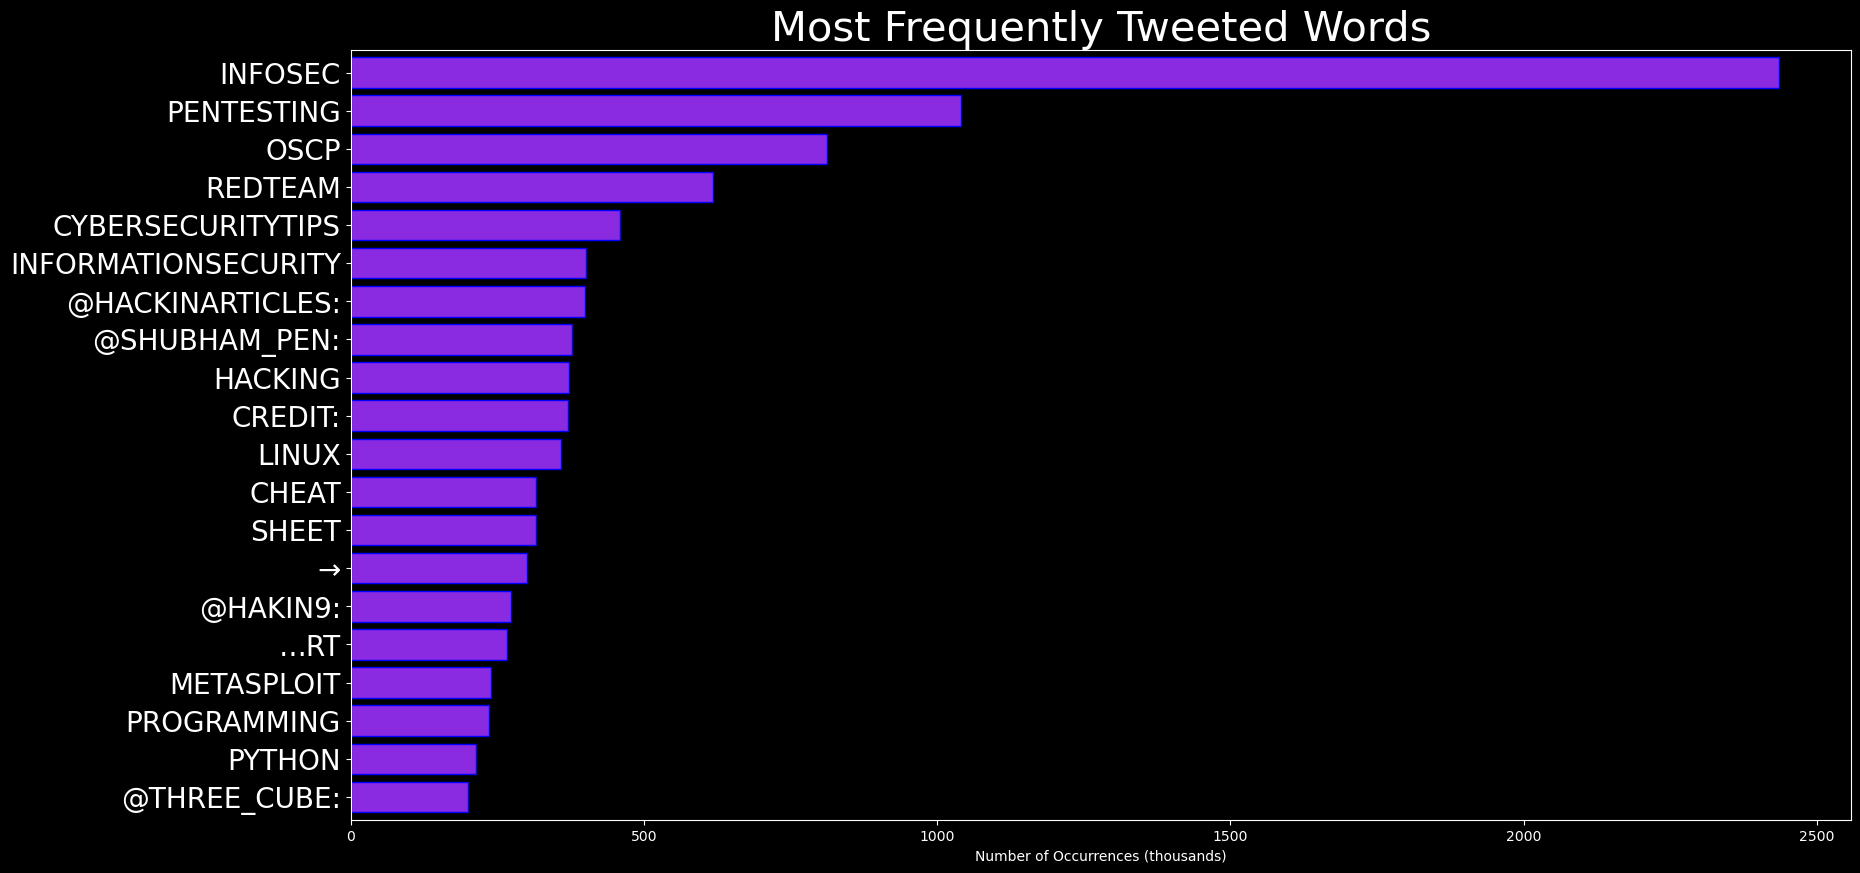 Most Frequently Tweeted Words
INFOSEC
PENTESTING
OSCP
REDTEAM
CYBERSECURITYTIPS
INFORMATIONSECURITY
@HACKINARTICLES:
@SHUBHAM_PEN:
HACKING
CREDIT:
LINUX
CHEAT
SHEET
→
@HAKIN9:
…RT
METASPLOIT
PROGRAMMING
PYTHON
@THREE_CUBE:
0 500 1000 1500 2000 2500
Number of Occurrences (thousands)